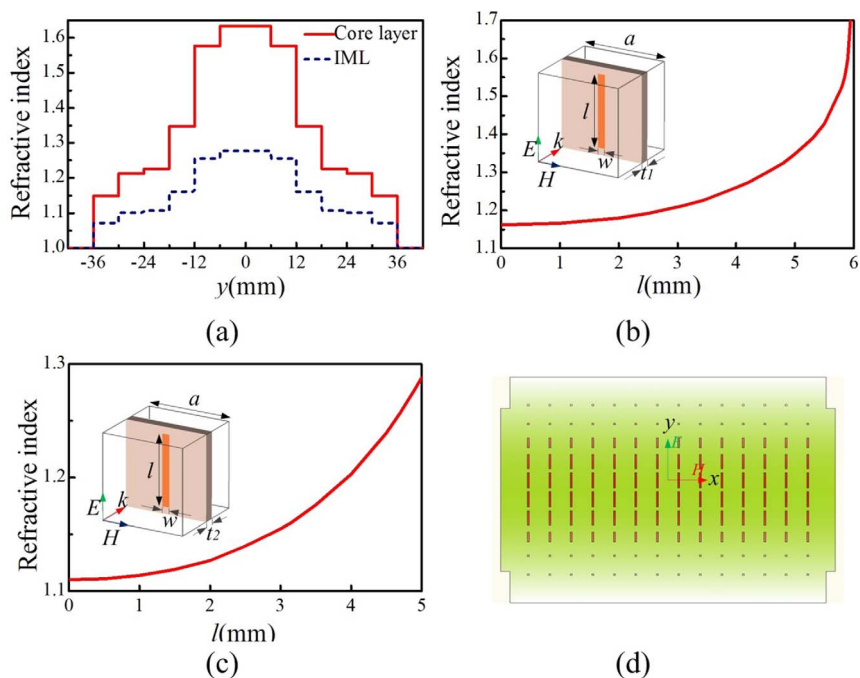 Refractive index
1.7
1.6
1.5
1.4
1.3
1.2
1.1
1.0
Core layer
IML
-36 -24 -12 0 12 24 36
y(mm)
(a)
Refractive index
1.7
1.6
1.5
1.4
1.3
1.2
1.1
a
l
w
t1
E
k
H
0 1 2 3 4 5 6
l(mm)
(b)
Refractive index
1.3
1.2
1.1
a
l
w
t2
E
k
H
0 1 2 3 4 5
l(mm)
(c)
y
E
H
x
(d)